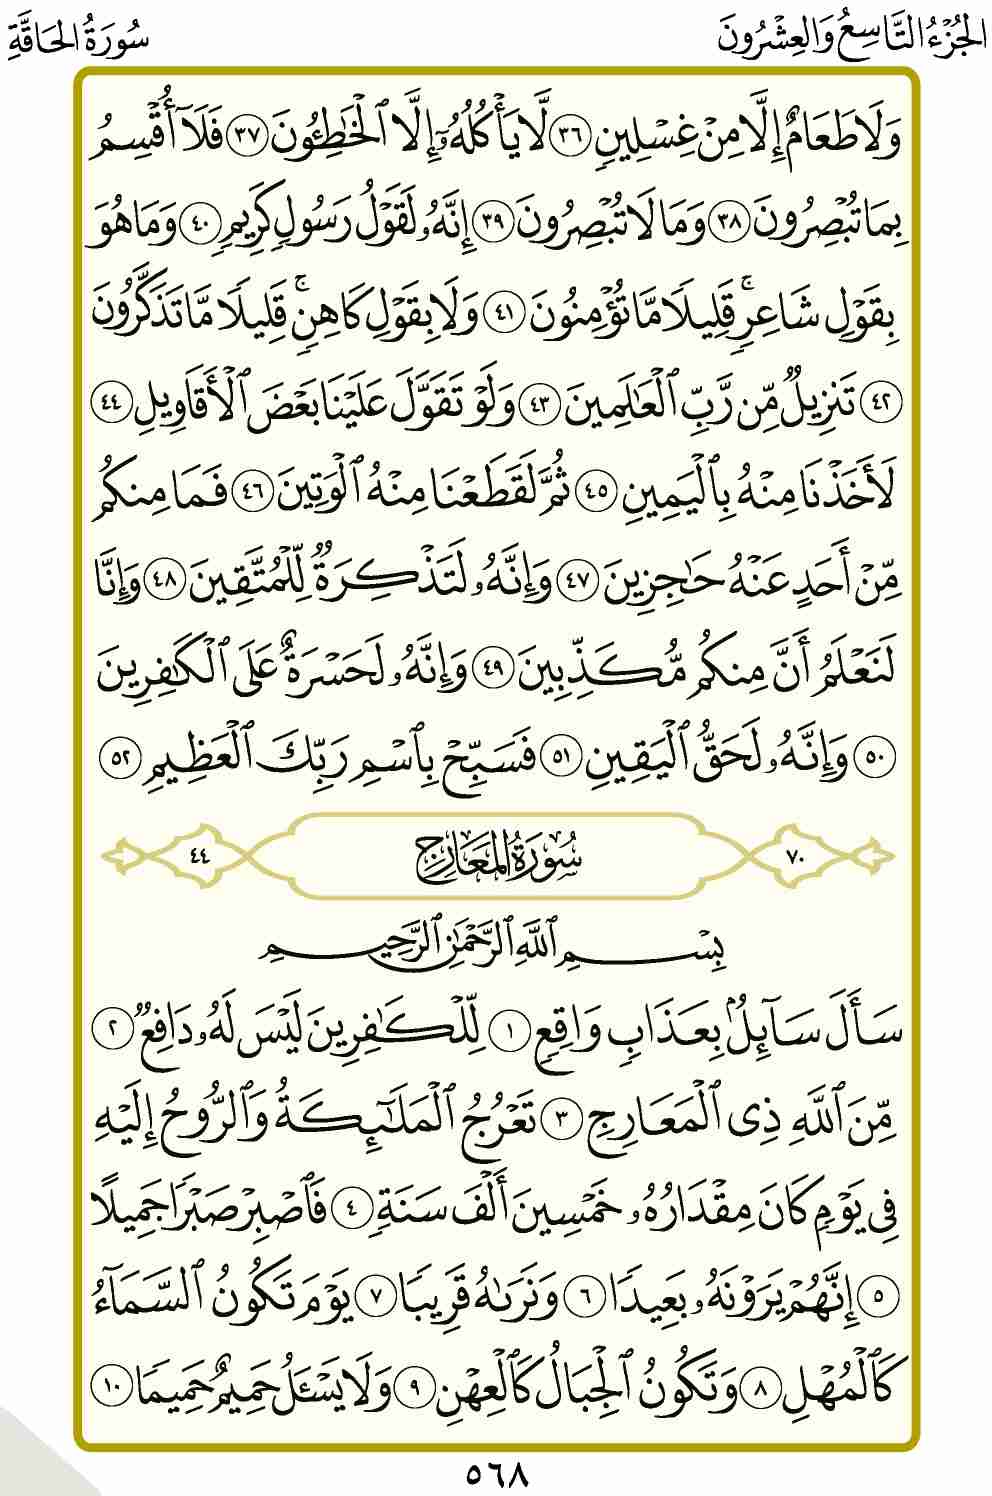 الجُزْءُ التَّاسِعُ وَالعِشْرُونَ
سُورَةُ الحَاقَّةِ
وَلَا طَعَامٌ إِلَّا مِنْ غِسْلِينٍ ٣٦ لَّا يَأْكُلُهُۥٓ إِلَّا ٱلْخَٰطِـُٔونَ ٣٧ فَلَآ أُقْسِمُ
بِمَا تُبْصِرُونَ ٣٨ وَمَا لَا تُبْصِرُونَ ٣٩ إِنَّهُۥ لَقَوْلُ رَسُولٍ كَرِيمٍ ٤٠ وَمَا هُوَ
بِقَوْلِ شَاعِرٍ ۚ قَلِيلًا مَّا تُؤْمِنُونَ ٤١ وَلَا بِقَوْلِ كَاهِنٍ ۚ قَلِيلًا مَّا تَذَكَّرُونَ
٤٢ تَنزِيلٌ مِّن رَّبِّ ٱلْعَٰلَمِينَ ٤٣ وَلَوْ تَقَوَّلَ عَلَيْنَا بَعْضَ ٱلْأَقَاوِيلِ ٤٤
لَأَخَذْنَا مِنْهُ بِٱلْيَمِينِ ٤٥ ثُمَّ لَقَطَعْنَا مِنْهُ ٱلْوَتِينَ ٤٦ فَمَا مِنكُم
مِّنْ أَحَدٍ عَنْهُ حَٰجِزِينَ ٤٧ وَإِنَّهُۥ لَتَذْكِرَةٌ لِّلْمُتَّقِينَ ٤٨ وَإِنَّا
لَنَعْلَمُ أَنَّ مِنكُم مُّكَذِّبِينَ ٤٩ وَإِنَّهُۥ لَحَسْرَةٌ عَلَى ٱلْكَٰفِرِينَ
٥٠ وَإِنَّهُۥ لَحَقُّ ٱلْيَقِينِ ٥١ فَسَبِّحْ بِٱسْمِ رَبِّكَ ٱلْعَظِيمِ ٥٢
٧٠ سُورَةُ المَعَارِجِ ٤٤
بِسْمِ ٱللَّهِ ٱلرَّحْمَٰنِ ٱلرَّحِيمِ
سَأَلَ سَآئِلٌۢ بِعَذَابٍ وَاقِعٍ ١ لِّلْكَٰفِرِينَ لَيْسَ لَهُۥ دَافِعٌ ٢
مِّنَ ٱللَّهِ ذِى ٱلْمَعَارِجِ ٣ تَعْرُجُ ٱلْمَلَٰٓئِكَةُ وَٱلرُّوحُ إِلَيْهِ
فِى يَوْمٍ كَانَ مِقْدَارُهُۥ خَمْسِينَ أَلْفَ سَنَةٍ ٤ فَٱصْبِرْ صَبْرًا جَمِيلًا
٥ إِنَّهُمْ يَرَوْنَهُۥ بَعِيدًا ٦ وَنَرَىٰهُ قَرِيبًا ٧ يَوْمَ تَكُونُ ٱلسَّمَآءُ
كَٱلْمُهْلِ ٨ وَتَكُونُ ٱلْجِبَالُ كَٱلْعِهْنِ ٩ وَلَا يَسْـَٔلُ حَمِيمٌ حَمِيمًا ١٠
٥٦٨